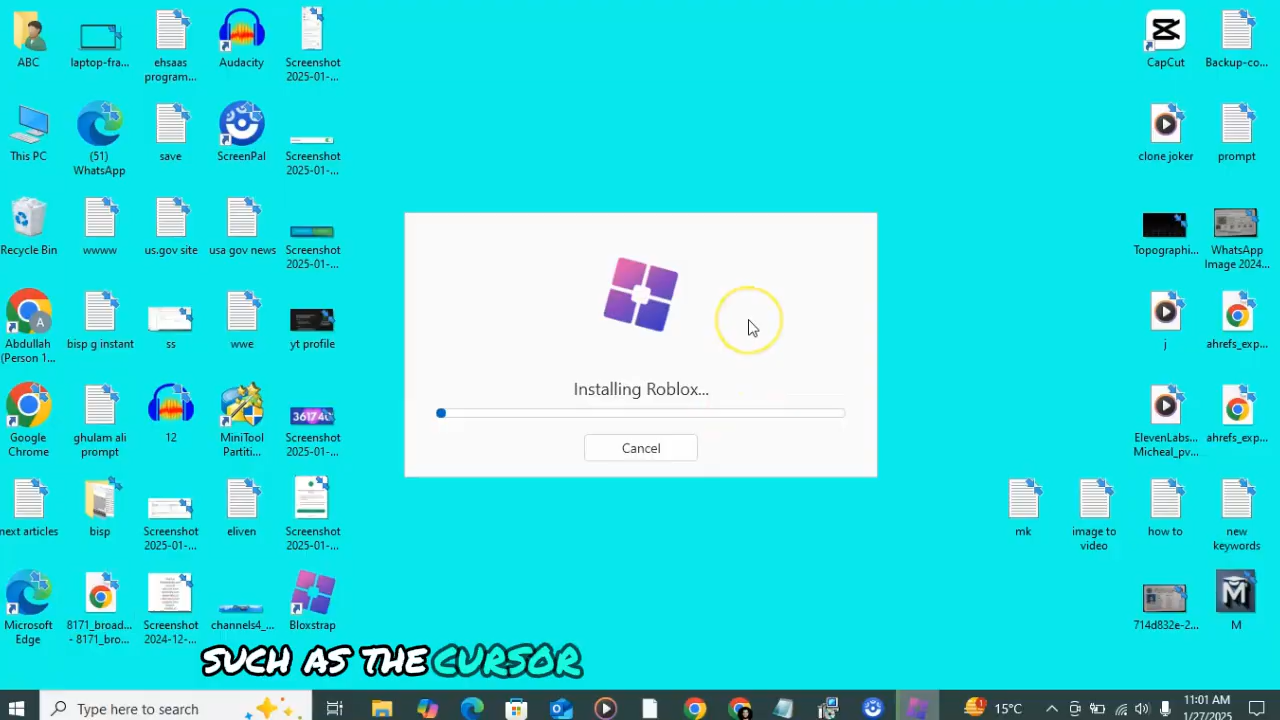 ABC
laptop-fra...
ehsaas
program...
Audacity
Screenshot
2025-01-...
CapCut
Backup-co...
This PC
(51)
WhatsApp
save
ScreenPal
Screenshot
2025-01-...
clone joker
prompt
Recycle Bin
wwww
us.gov site
usa gov news
Screenshot
2025-01-...
Topographi...
WhatsApp
Image 2024...
Abdullah
(Person 1...
bisp g instant
ss
wwe
yt profile
j
ahrefs_exp...
Installing Roblox...
Cancel
Google
Chrome
ghulam ali
prompt
12
MiniTool
Partiti...
361740
Screenshot
2025-01-...
ElevenLabs...
Micheal_pv...
ahrefs_exp...
next articles
bisp
Screenshot
2025-01-...
eliven
Screenshot
2025-01-...
mk
image to
video
how to
new
keywords
Microsoft
Edge
8171_broad...
- 8171_bro...
Screenshot
2024-12-...
channels4_...
Bloxstrap
714d832e-2...
M
SUCH AS THE CURSOR
Type here to search
15°C
11:01 AM
1/27/2025